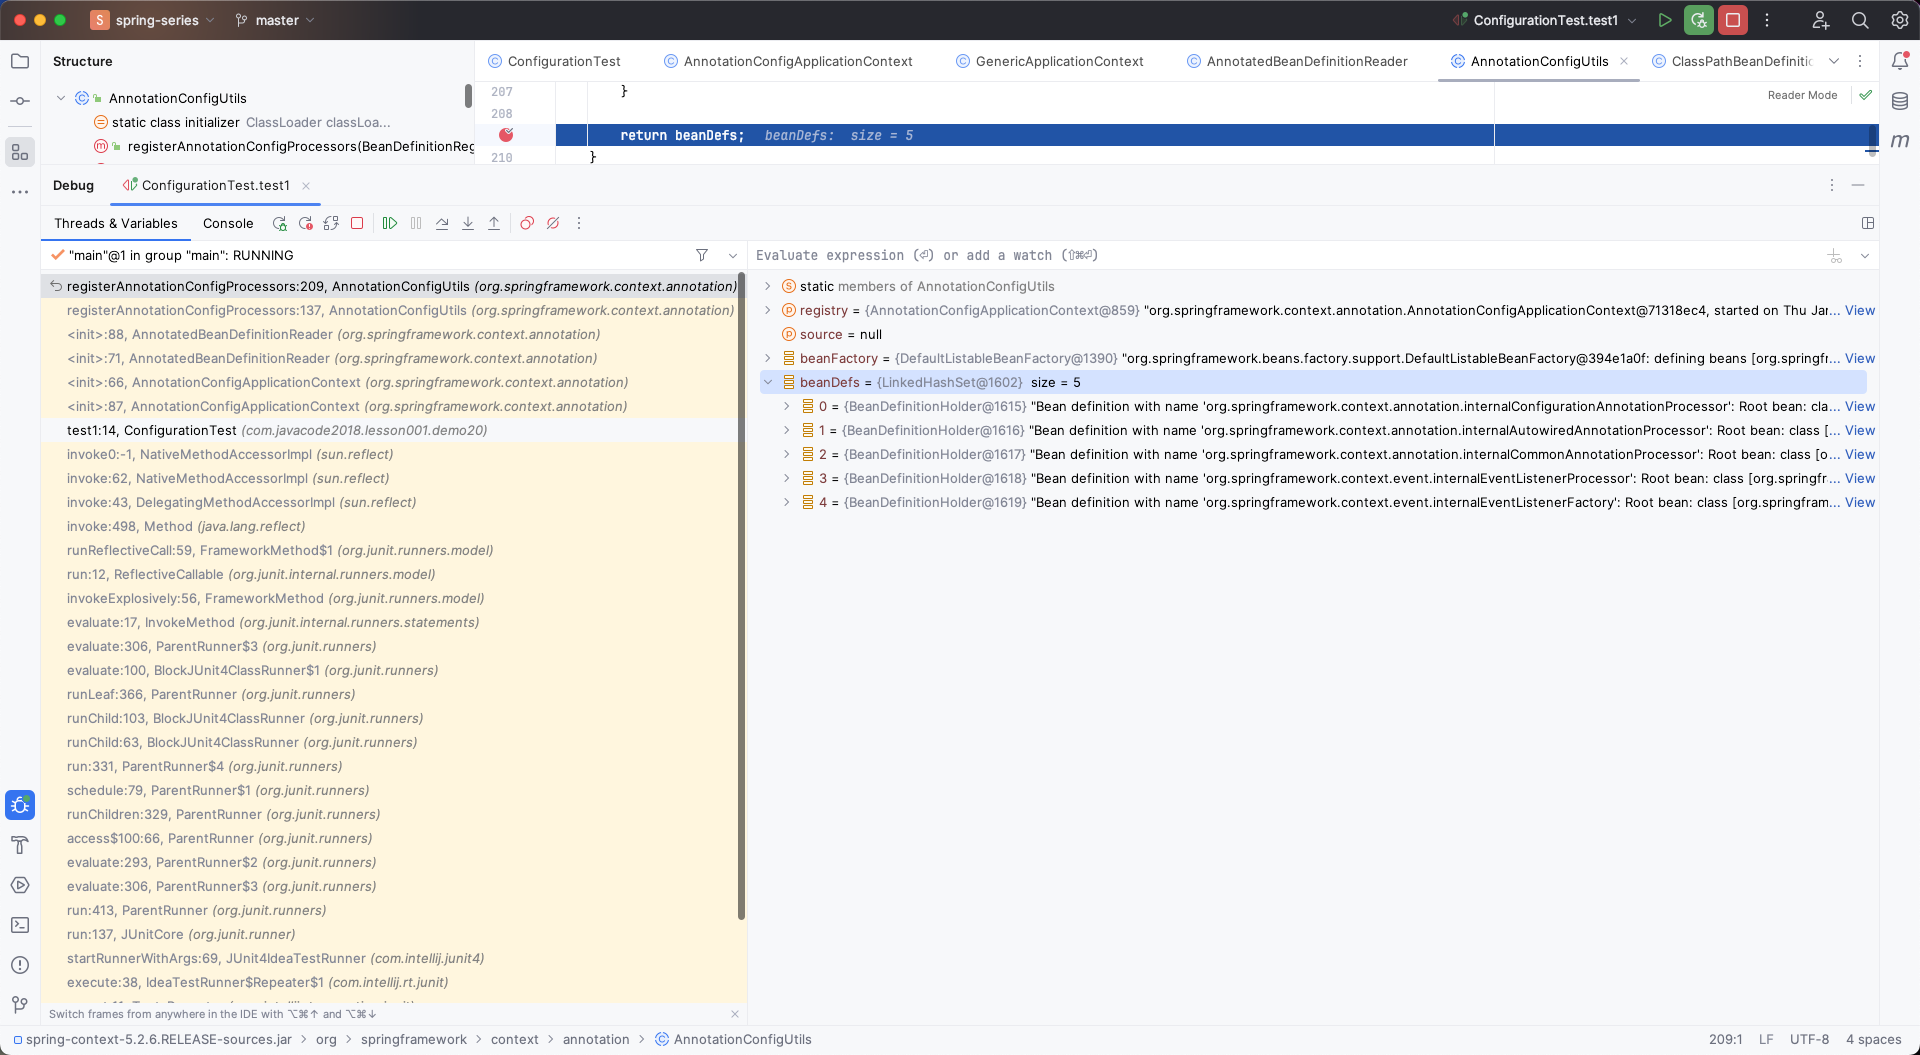 S spring-series master ConfigurationTest.test1
Structure
AnnotationConfigUtils
static class initializer ClassLoader classLoa...
registerAnnotationConfigProcessors(BeanDefinitionReg
ConfigurationTest AnnotationConfigApplicationContext GenericApplicationContext AnnotatedBeanDefinitionReader AnnotationConfigUtils ClassPathBeanDefinitic
207 }
Reader Mode
208
return beanDefs; beanDefs: size = 5
210 }
Debug ConfigurationTest.test1
Threads & Variables Console
"main"@1 in group "main": RUNNING
registerAnnotationConfigProcessors:209, AnnotationConfigUtils (org.springframework.context.annotation)
registerAnnotationConfigProcessors:137, AnnotationConfigUtils (org.springframework.context.annotation)
<init>:88, AnnotatedBeanDefinitionReader (org.springframework.context.annotation)
<init>:71, AnnotatedBeanDefinitionReader (org.springframework.context.annotation)
<init>:66, AnnotationConfigApplicationContext (org.springframework.context.annotation)
<init>:87, AnnotationConfigApplicationContext (org.springframework.context.annotation)
test1:14, ConfigurationTest (com.javacode2018.lesson001.demo20)
invoke0:-1, NativeMethodAccessorImpl (sun.reflect)
invoke:62, NativeMethodAccessorImpl (sun.reflect)
invoke:43, DelegatingMethodAccessorImpl (sun.reflect)
invoke:498, Method (java.lang.reflect)
runReflectiveCall:59, FrameworkMethod$1 (org.junit.runners.model)
run:12, ReflectiveCallable (org.junit.internal.runners.model)
invokeExplosively:56, FrameworkMethod (org.junit.runners.model)
evaluate:17, InvokeMethod (org.junit.internal.runners.statements)
evaluate:306, ParentRunner$3 (org.junit.runners)
evaluate:100, BlockJUnit4ClassRunner$1 (org.junit.runners)
runLeaf:366, ParentRunner (org.junit.runners)
runChild:103, BlockJUnit4ClassRunner (org.junit.runners)
runChild:63, BlockJUnit4ClassRunner (org.junit.runners)
run:331, ParentRunner$4 (org.junit.runners)
schedule:79, ParentRunner$1 (org.junit.runners)
runChildren:329, ParentRunner (org.junit.runners)
access$100:66, ParentRunner (org.junit.runners)
evaluate:293, ParentRunner$2 (org.junit.runners)
evaluate:306, ParentRunner$3 (org.junit.runners)
run:413, ParentRunner (org.junit.runners)
run:137, JUnitCore (org.junit.runner)
startRunnerWithArgs:69, JUnit4IdeaTestRunner (com.intellij.junit4)
execute:38, IdeaTestRunner$Repeater$1 (com.intellij.rt.junit)
Switch frames from anywhere in the IDE with ⌥⌘↑ and ⌥⌘↓
Evaluate expression (⏎) or add a watch (⇧⌘⏎)
static members of AnnotationConfigUtils
registry = {AnnotationConfigApplicationContext@859} "org.springframework.context.annotation.AnnotationConfigApplicationContext@71318ec4, started on Thu Jar... View
source = null
beanFactory = {DefaultListableBeanFactory@1390} "org.springframework.beans.factory.support.DefaultListableBeanFactory@394e1a0f: defining beans [org.springfr... View
beanDefs = {LinkedHashSet@1602} size = 5
0 = {BeanDefinitionHolder@1615} "Bean definition with name 'org.springframework.context.annotation.internalConfigurationAnnotationProcessor': Root bean: cla... View
1 = {BeanDefinitionHolder@1616} "Bean definition with name 'org.springframework.context.annotation.internalAutowiredAnnotationProcessor': Root bean: class [... View
2 = {BeanDefinitionHolder@1617} "Bean definition with name 'org.springframework.context.annotation.internalCommonAnnotationProcessor': Root bean: class [o... View
3 = {BeanDefinitionHolder@1618} "Bean definition with name 'org.springframework.context.event.internalEventListenerProcessor': Root bean: class [org.springfr... View
4 = {BeanDefinitionHolder@1619} "Bean definition with name 'org.springframework.context.event.internalEventListenerFactory': Root bean: class [org.springfram... View
spring-context-5.2.6.RELEASE-sources.jar > org > springframework > context > annotation > AnnotationConfigUtils 209:1 LF UTF-8 4 spaces